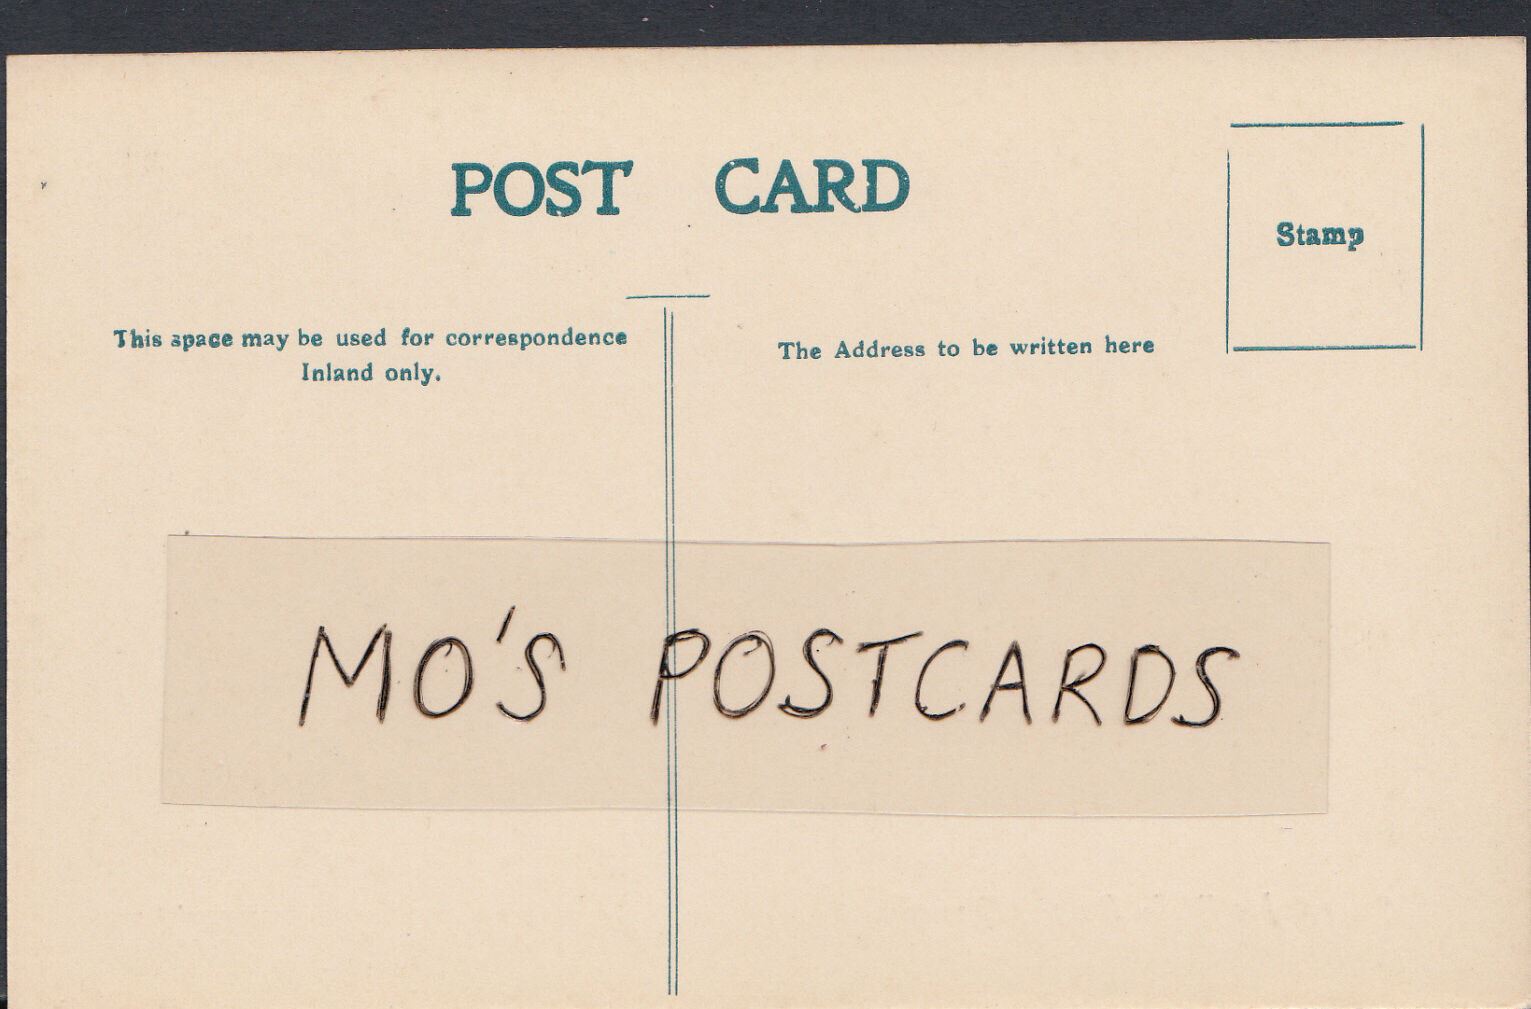 POST CARD
Stamp
This space may be used for correspondence
Inland only.
The Address to be written here
MO'S POSTCARDS